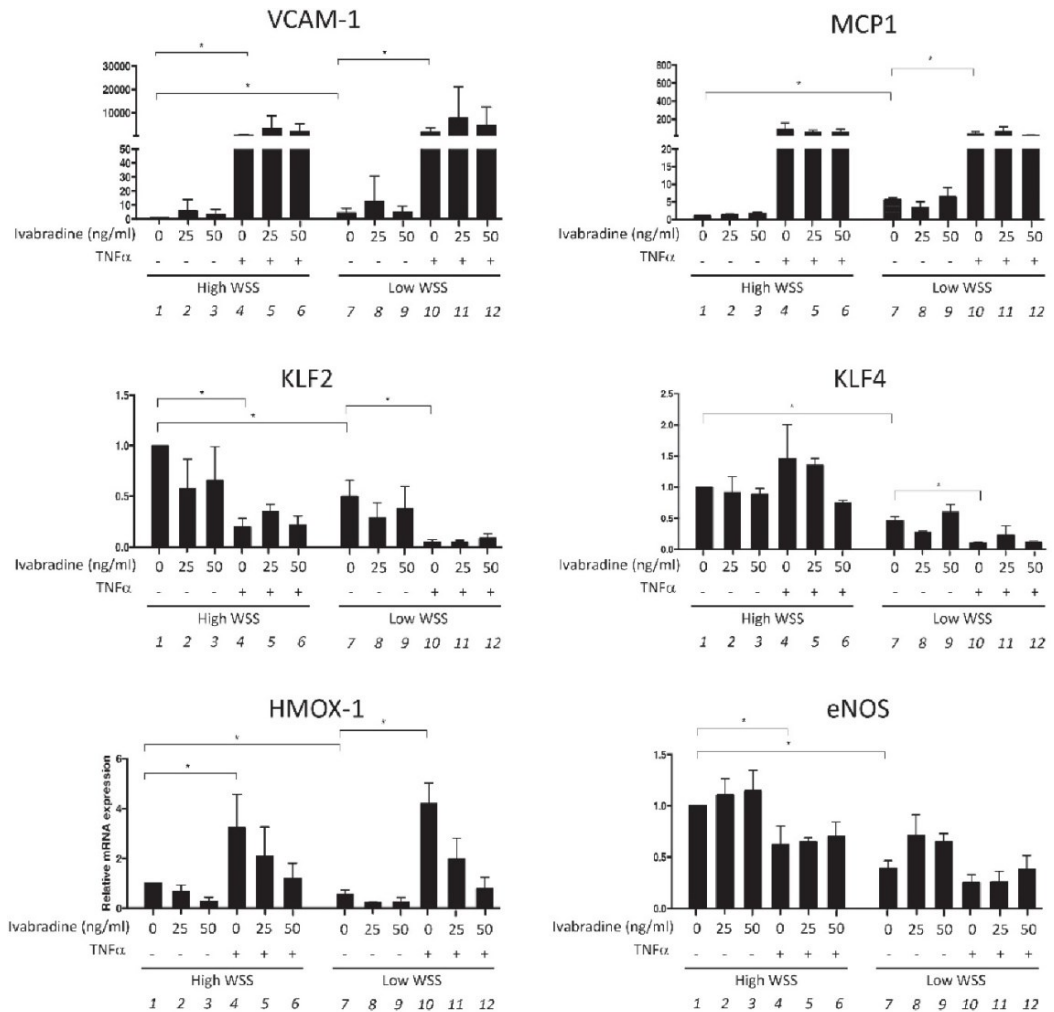 VCAM-1
*
*
*
30000
20000
10000
50
40
30
20
10
0
Ivabradine (ng/ml) 0 25 50 0 25 50 0 25 50 0 25 50
TNFα - - - + + + - - - + + +
High WSS Low WSS
1 2 3 4 5 6 7 8 9 10 11 12
MCP1
*
*
800
600
400
200
20
15
10
5
0
Ivabradine (ng/ml) 0 25 50 0 25 50 0 25 50 0 25 50
TNFα - - - + + + - - - + + +
High WSS Low WSS
1 2 3 4 5 6 7 8 9 10 11 12
KLF2
*
*
*
1.5
1.0
0.5
0.0
Ivabradine (ng/ml) 0 25 50 0 25 50 0 25 50 0 25 50
TNFα - - - + + + - - - + + +
High WSS Low WSS
1 2 3 4 5 6 7 8 9 10 11 12
KLF4
*
*
2.5
2.0
1.5
1.0
0.5
0.0
Ivabradine (ng/ml) 0 25 50 0 25 50 0 25 50 0 25 50
TNFα - - - + + + - - - + + +
High WSS Low WSS
1 2 3 4 5 6 7 8 9 10 11 12
HMOX-1
*
*
*
Relative mRNA expression
6
4
2
0
Ivabradine (ng/ml) 0 25 50 0 25 50 0 25 50 0 25 50
TNFα - - - + + + - - - + + +
High WSS Low WSS
1 2 3 4 5 6 7 8 9 10 11 12
eNOS
*
*
1.5
1.0
0.5
0.0
Ivabradine (ng/ml) 0 25 50 0 25 50 0 25 50 0 25 50
TNFα - - - + + + - - - + + +
High WSS Low WSS
1 2 3 4 5 6 7 8 9 10 11 12